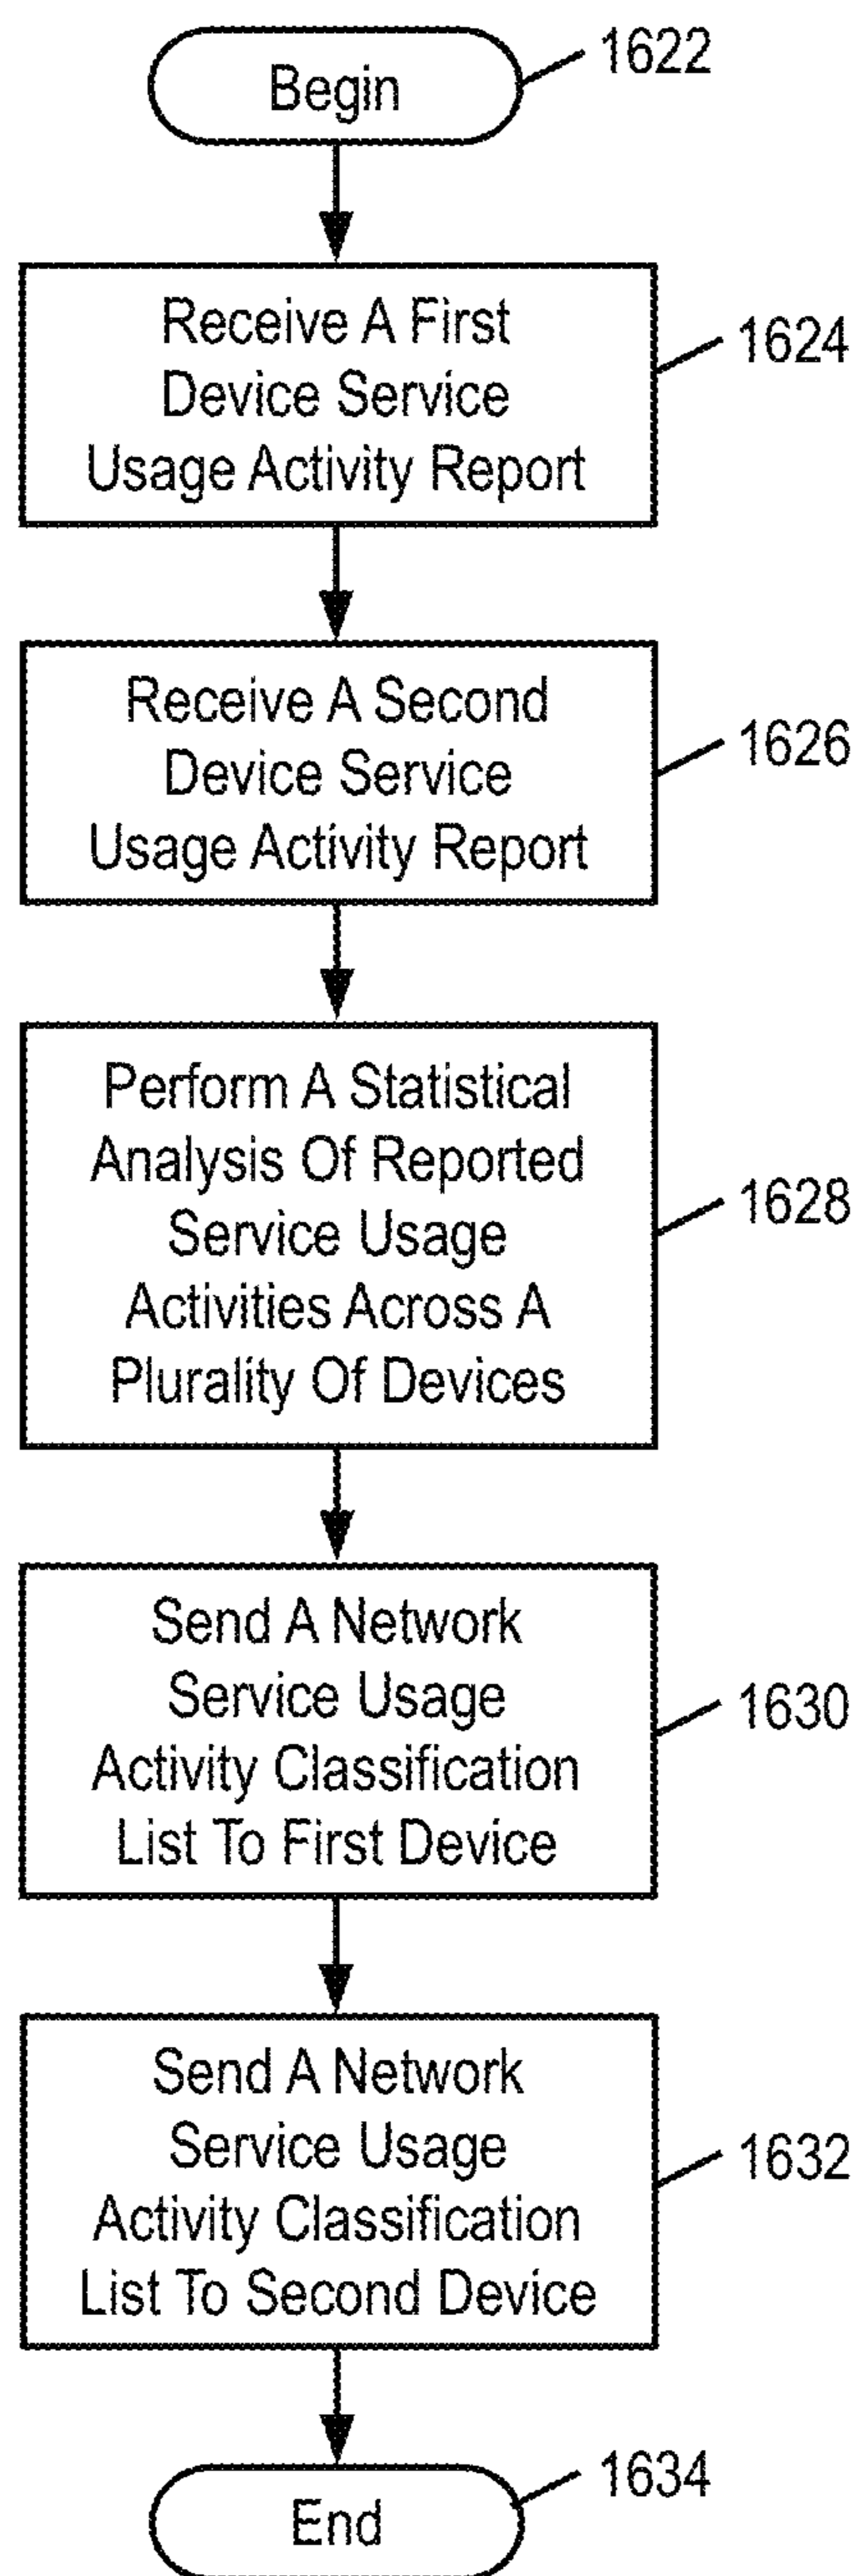 Begin
1622
Receive A First
Device Service
Usage Activity Report
1624
Receive A Second
Device Service
Usage Activity Report
1626
Perform A Statistical
Analysis Of Reported
Service Usage
Activities Across A
Plurality Of Devices
1628
Send A Network
Service Usage
Activity Classification
List To First Device
1630
Send A Network
Service Usage
Activity Classification
List To Second Device
1632
End
1634